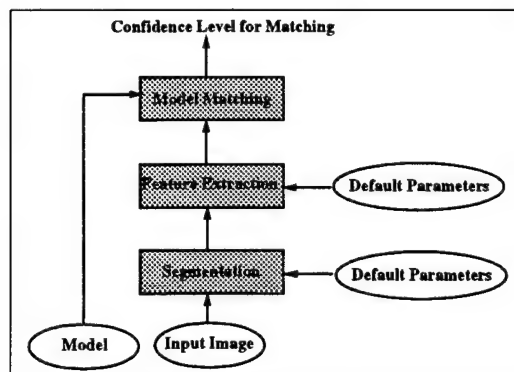 Confidence Level for Matching
Model Matching
Feature Extraction
Default Parameters
Segmentation
Default Parameters
Model
Input Image